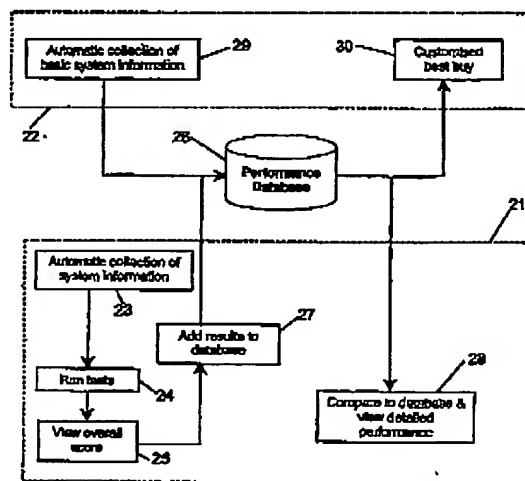 Automatic collection of
basic system information
29
30
Customised
best buy
22
26
Performance
Database
21
Automatic collection of
system information
23
Add results to
database
27
Run tests
24
View overall
score
25
28
Compare to database &
view detailed
performance